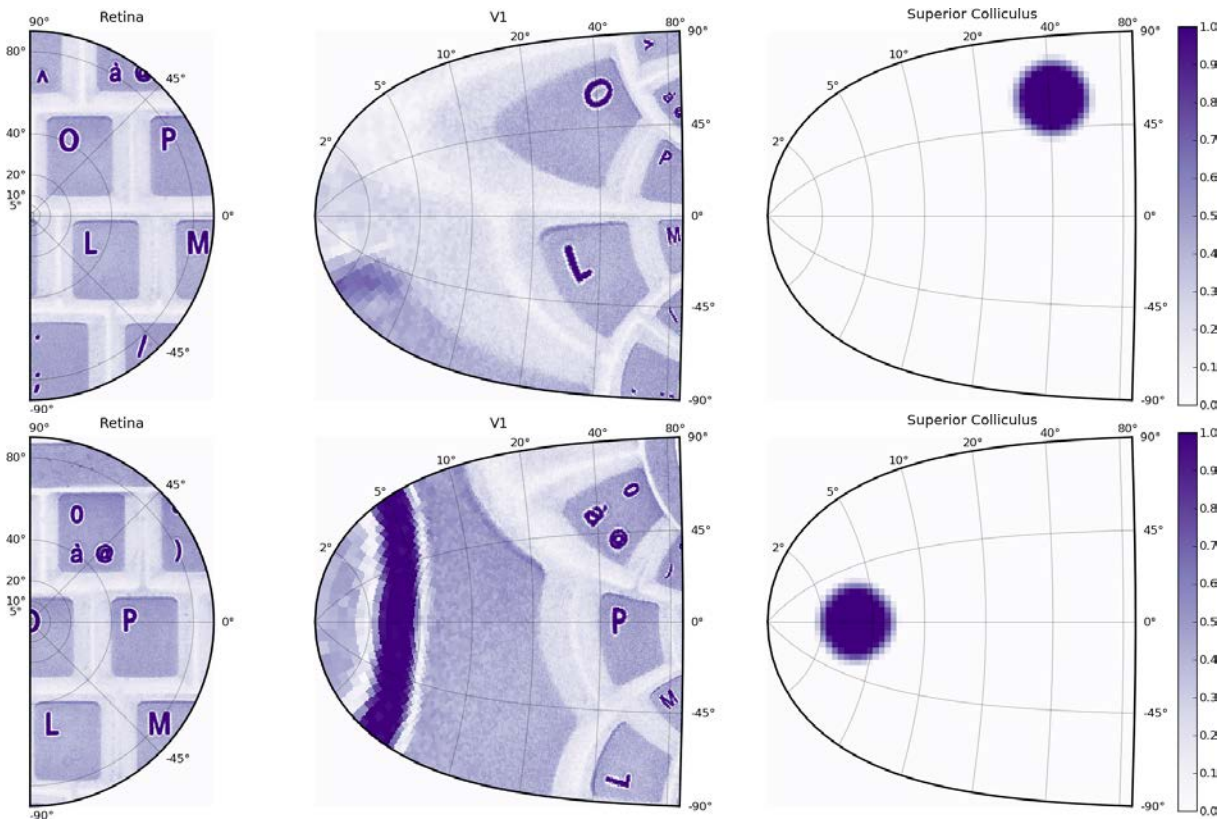 Retina V1 Superior Colliculus
90° 90° 90° 1.0
80° 80° 80° 80°
^ à @ 45° 40° 40° 0.9
20° 20° 0.8
10° 10° 0.7
5° 5°
40° O P O 45° 45°
20° 2° P 2° 0.6
10°
5°
0° 0° 0° 0.5
L M L M 0.4
-45° -45° 0.3
: / / 0.2
; -45° 0.1
-90° -90° -90° 0.0
Retina V1 Superior Colliculus
90° 90° 90° 1.0
80° 80° 80° 80°
45° 40° 40° 0.9
20° 20° 0.8
0 10° 10° O 0.7
à @ ) 5° à @ 5°
40° ) 45° 45°
20° 2° 2° 0.6
10°
5°
O P 0° P 0° 0° 0.5
0.4
L M M -45° -45° 0.3
-45° L 0.2
0.1
-90° -90° -90° 0.0